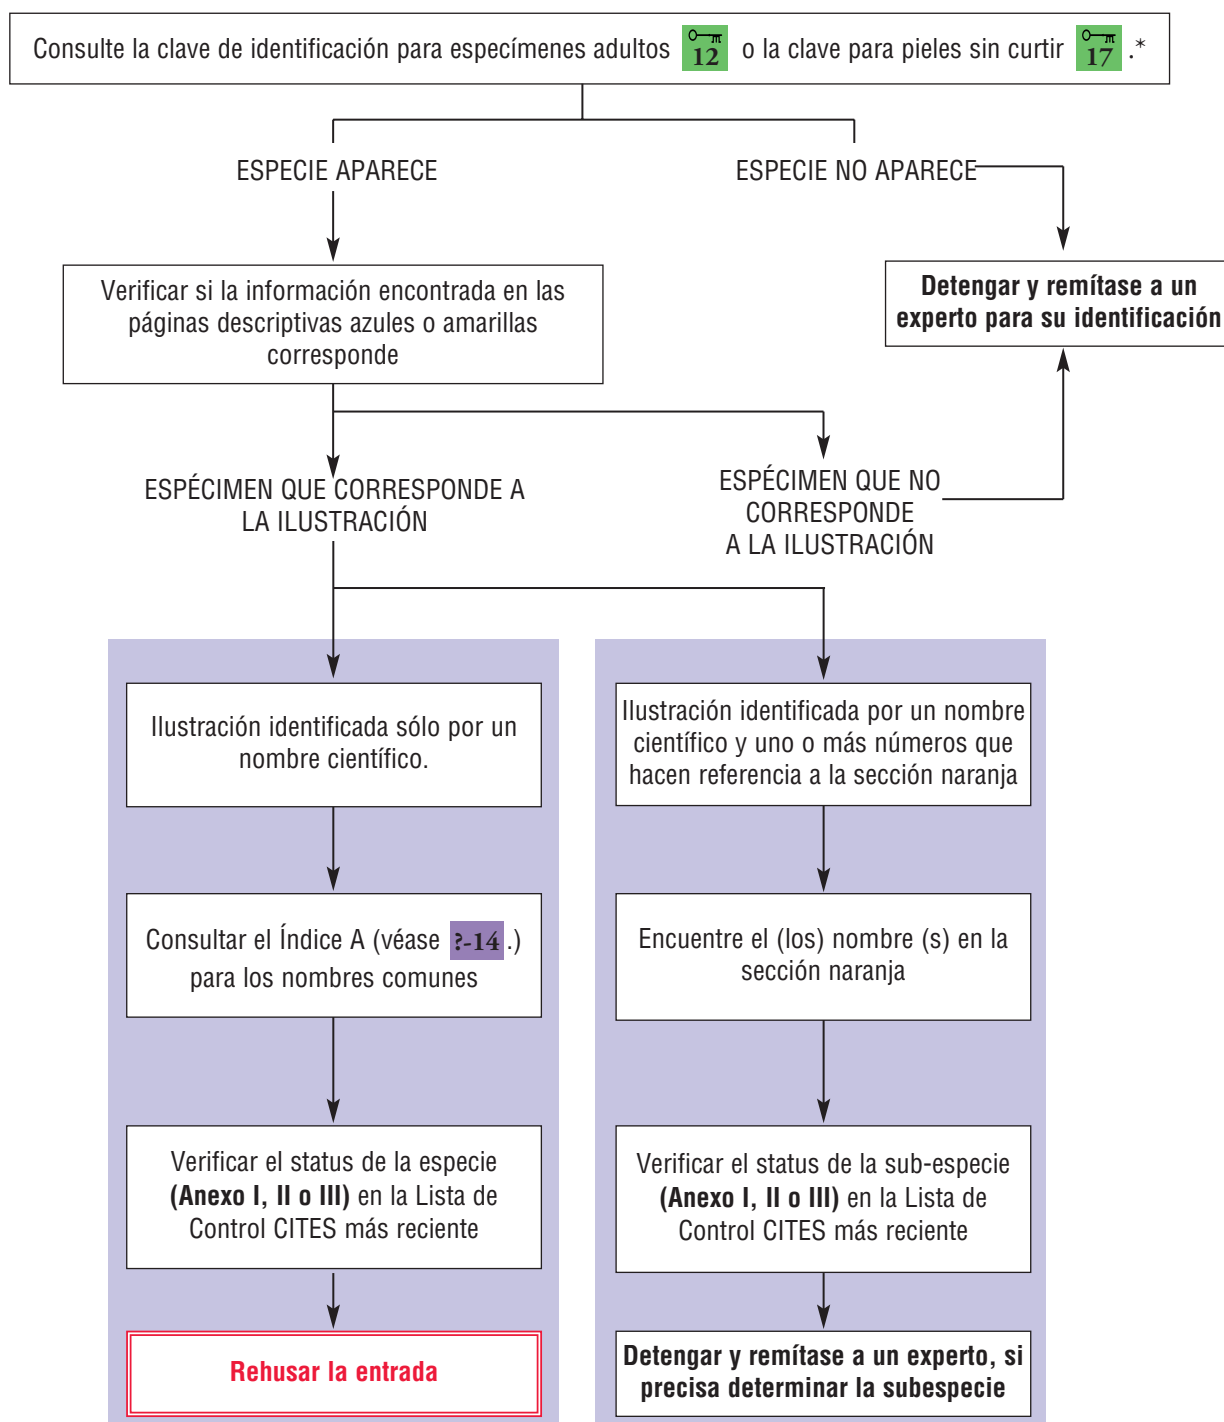 Consulte la clave de identificación para especímenes adultos 12 o la clave para pieles sin curtir 17 .*
ESPECIE APARECE
ESPECIE NO APARECE
Verificar si la información encontrada en las
páginas descriptivas azules o amarillas
corresponde
Detengar y remítase a un
experto para su identificación
ESPÉCIMEN QUE CORRESPONDE A
LA ILUSTRACIÓN
ESPÉCIMEN QUE NO
CORRESPONDE
A LA ILUSTRACIÓN
Ilustración identificada sólo por un
nombre científico.
Ilustración identificada por un nombre
científico y uno o más números que
hacen referencia a la sección naranja
Consultar el Índice A (véase ?-14 .)
para los nombres comunes
Encuentre el (los) nombre (s) en la
sección naranja
Verificar el status de la especie
(Anexo I, II o III) en la Lista de
Control CITES más reciente
Verificar el status de la sub-especie
(Anexo I, II o III) en la Lista de
Control CITES más reciente
Rehusar la entrada
Detengar y remítase a un experto, si
precisa determinar la subespecie